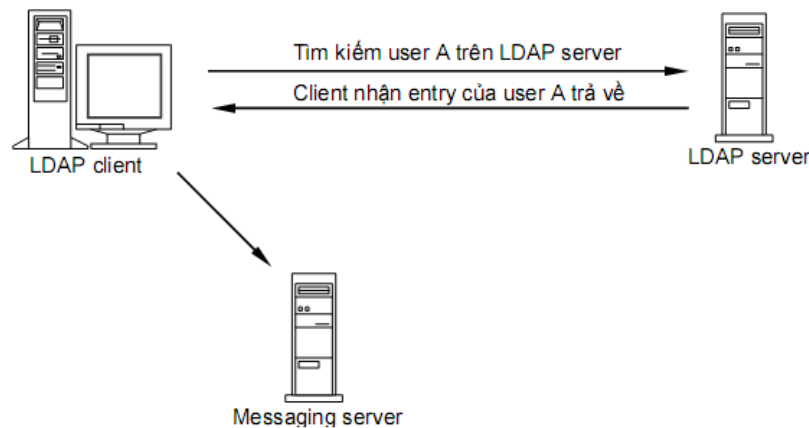 Tìm kiếm user A trên LDAP server
Client nhận entry của user A trả về
LDAP client
LDAP server
Messaging server